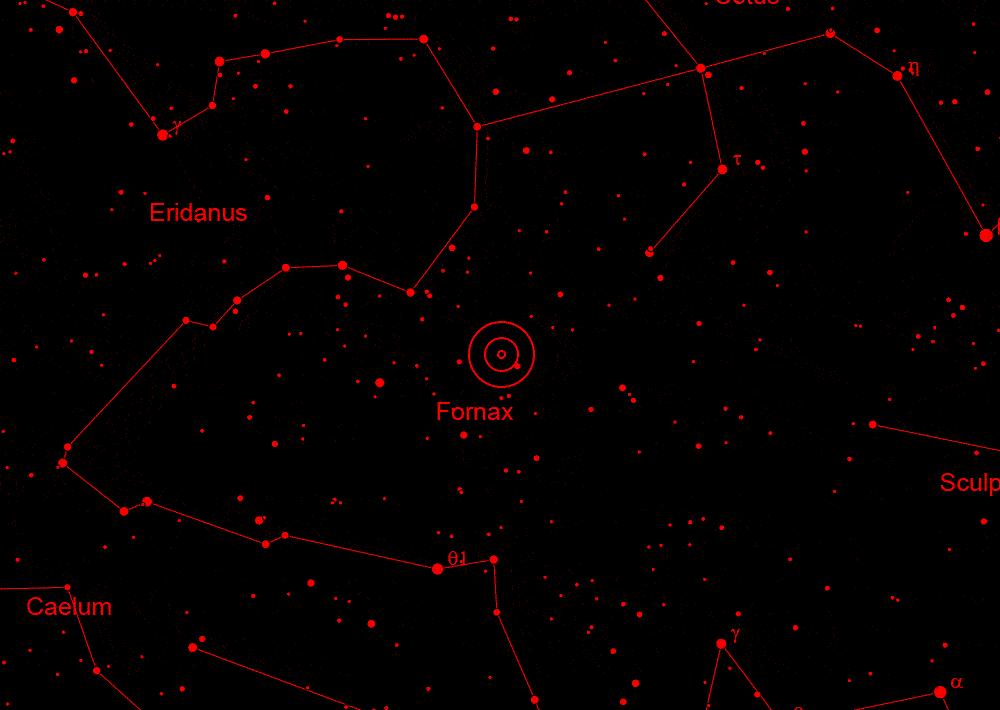 Cetus
η
γ
τ
Eridanus
Fornax
Sculp
θ1
Caelum
γ
α